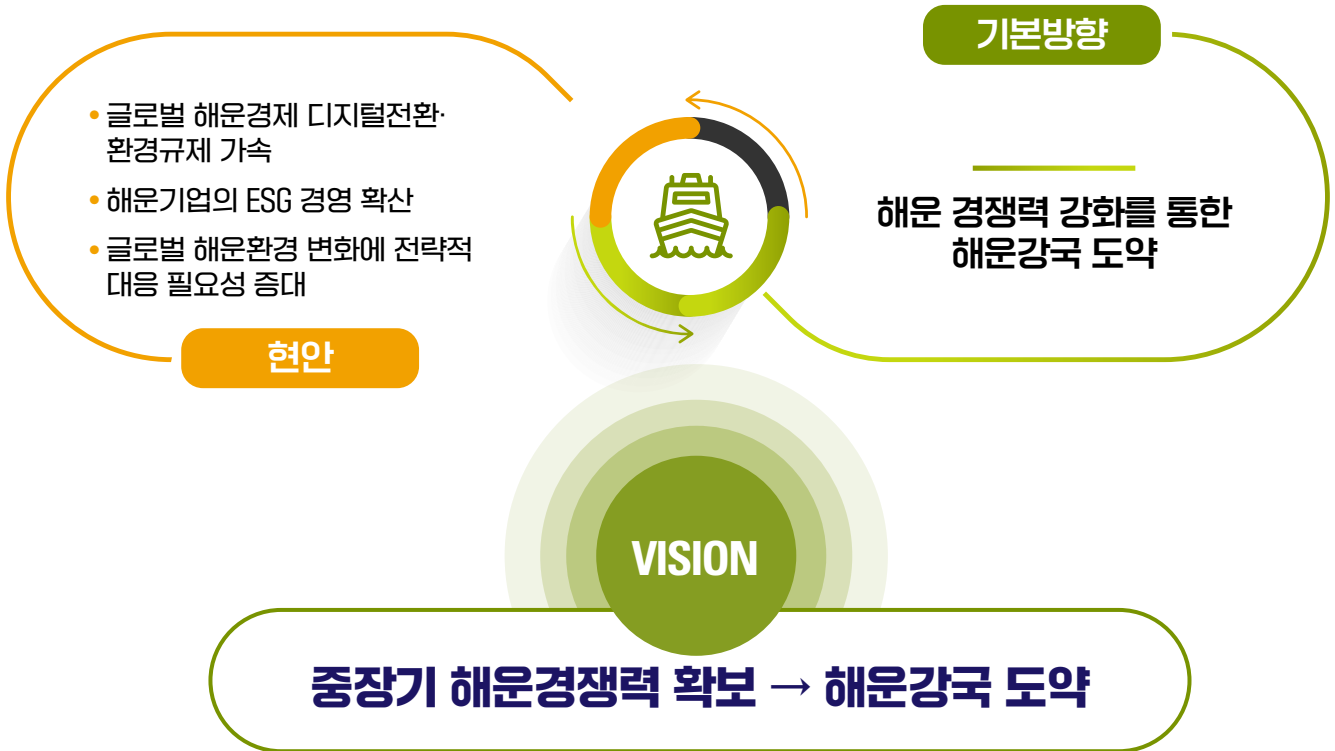 • 글로벌 해운경제 디지털전환·
환경규제 가속
• 해운기업의 ESG 경영 확산
• 글로벌 해운환경 변화에 전략적
대응 필요성 증대
현안
기본방향
해운 경쟁력 강화를 통한
해운강국 도약
VISION
중장기 해운경쟁력 확보 → 해운강국 도약